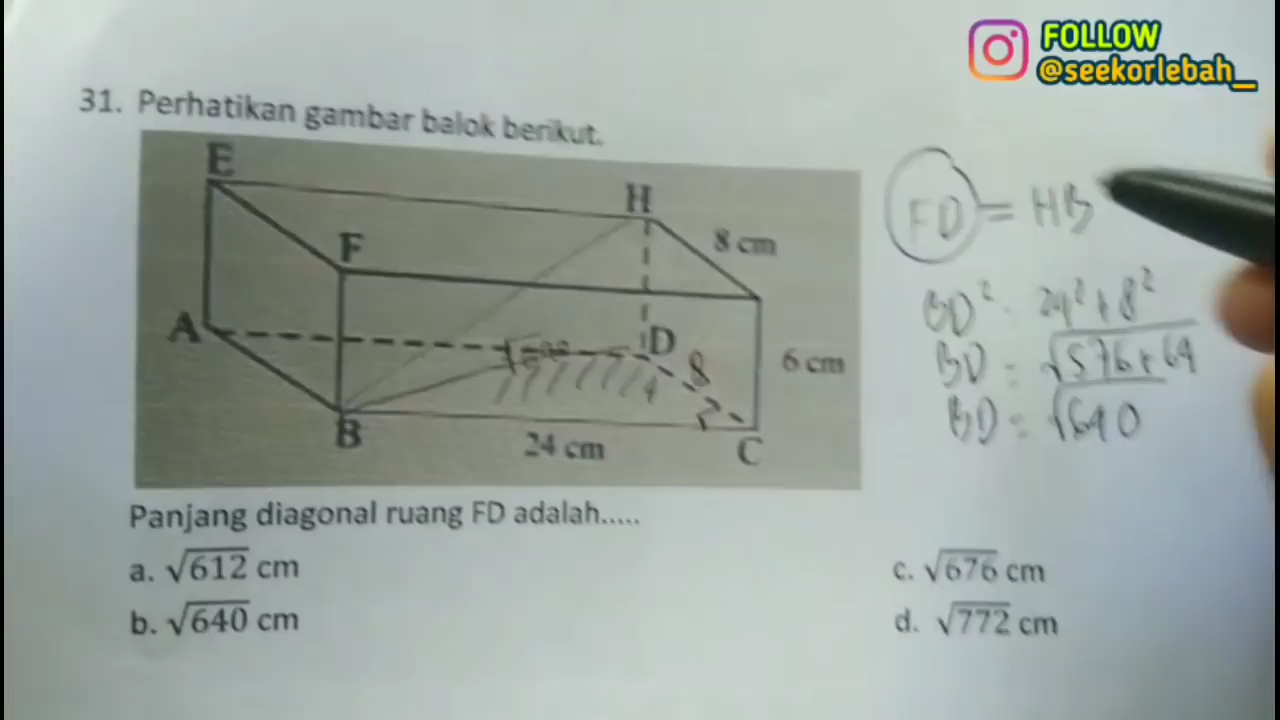 FOLLOW
@seekorlebah_
31. Perhatikan gambar balok berikut.
E
H
8 cm
F
A
D
8
6 cm
B
24 cm
C
FD = HB
BD² = 24² + 8²
BD = √576+64
BD = √640
Panjang diagonal ruang FD adalah.....
a. √612 cm
b. √640 cm
c. √676 cm
d. √772 cm